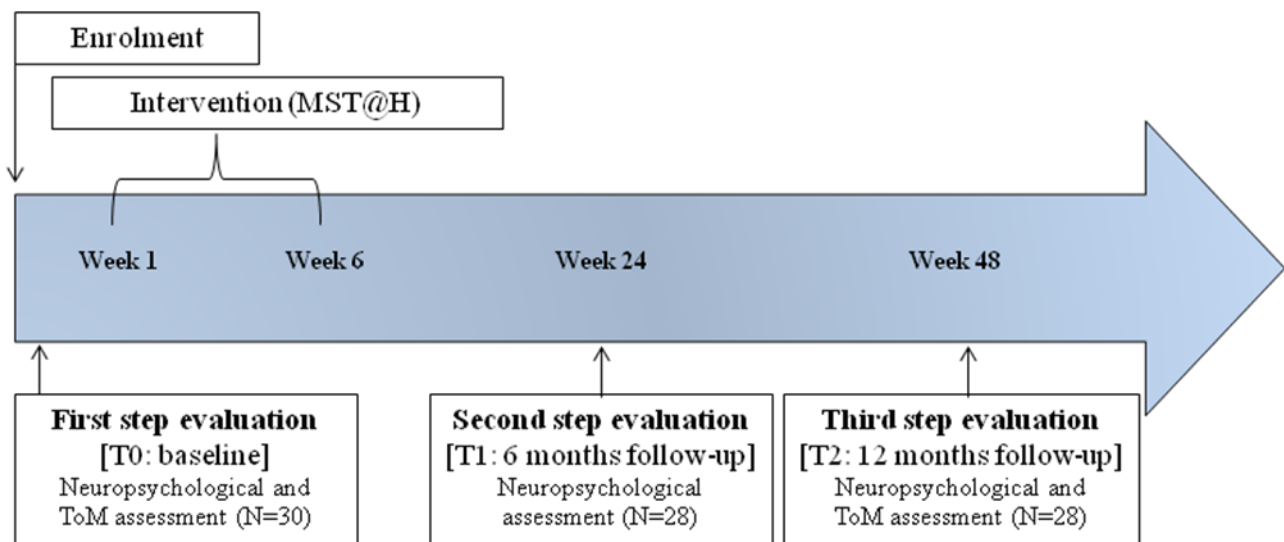 Enrolment
Intervention (MST@H)
Week 1
Week 6
Week 24
Week 48
First step evaluation
[T0: baseline]
Neuropsychological and
ToM assessment (N=30)
Second step evaluation
[T1: 6 months follow-up]
Neuropsychological
assessment (N=28)
Third step evaluation
[T2: 12 months follow-up]
Neuropsychological and
ToM assessment (N=28)